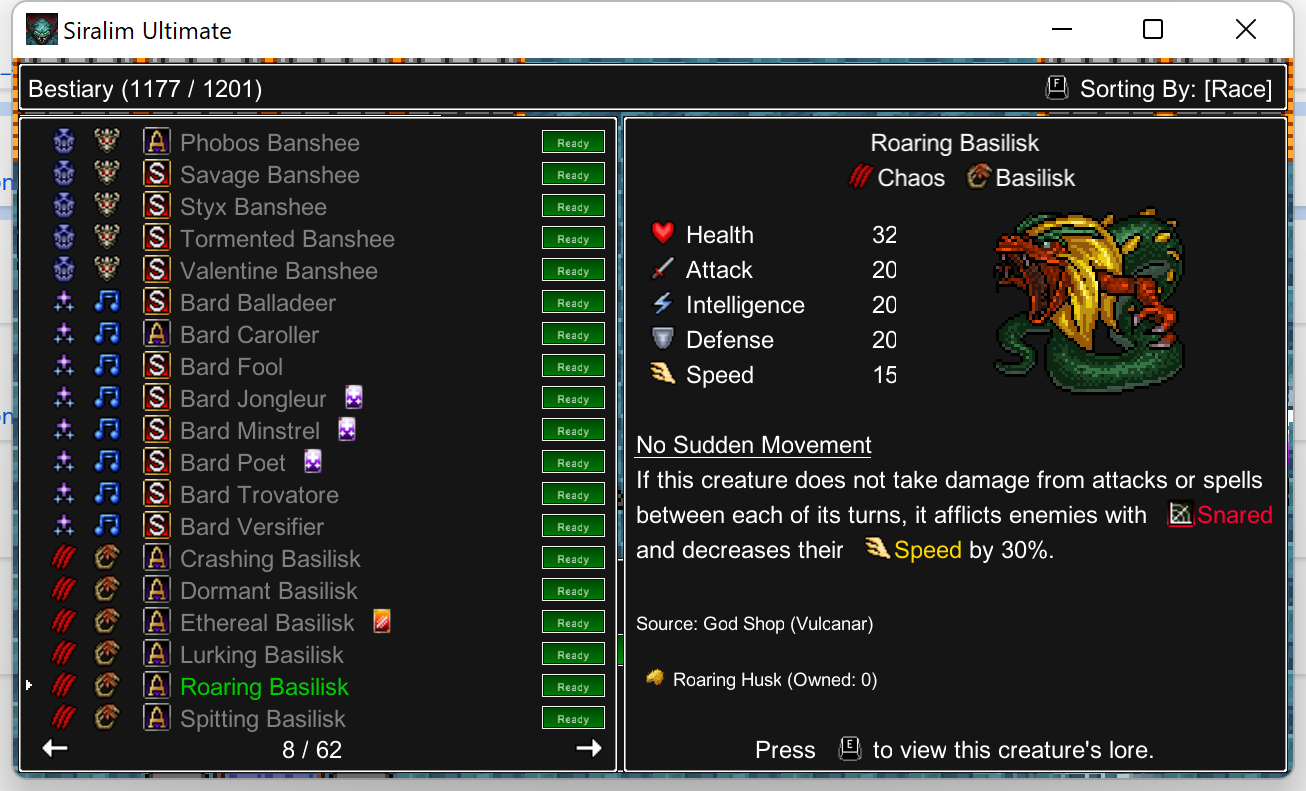 Siralim Ultimate
Bestiary (1177 / 1201)
F Sorting By: [Race]
A Phobos Banshee Ready
S Savage Banshee Ready
S Styx Banshee Ready
S Tormented Banshee Ready
S Valentine Banshee Ready
S Bard Balladeer Ready
A Bard Caroller Ready
S Bard Fool Ready
S Bard Jongleur Ready
S Bard Minstrel Ready
S Bard Poet Ready
S Bard Trovatore Ready
S Bard Versifier Ready
A Crashing Basilisk Ready
A Dormant Basilisk Ready
A Ethereal Basilisk Ready
A Lurking Basilisk Ready
A Roaring Basilisk Ready
A Spitting Basilisk Ready
8 / 62
Roaring Basilisk
Chaos Basilisk
Health 32
Attack 20
Intelligence 20
Defense 20
Speed 15
No Sudden Movement
If this creature does not take damage from attacks or spells
between each of its turns, it afflicts enemies with Snared
and decreases their Speed by 30%.
Source: God Shop (Vulcanar)
Roaring Husk (Owned: 0)
Press E to view this creature's lore.